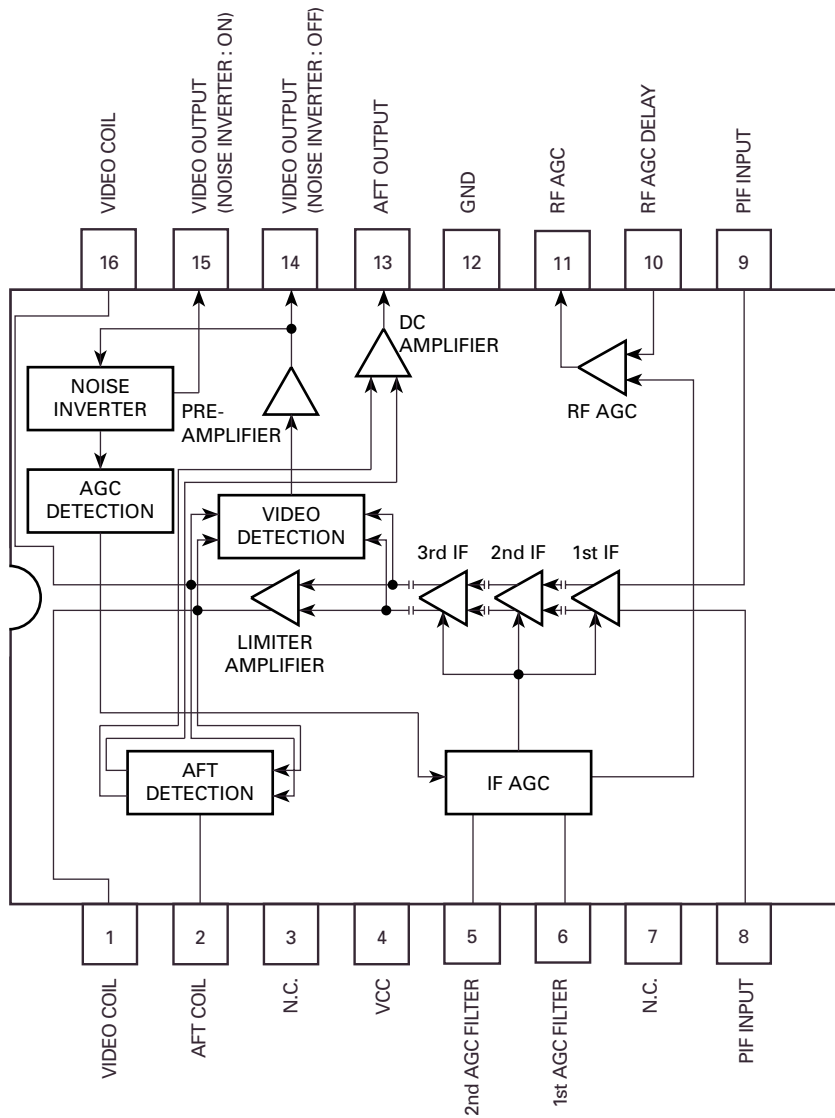 VIDEO COIL
VIDEO OUTPUT
(NOISE INVERTER : ON)
VIDEO OUTPUT
(NOISE INVERTER : OFF)
AFT OUTPUT
GND
RF AGC
RF AGC DELAY
PIF INPUT
16
15
14
13
12
11
10
9
DC
AMPLIFIER
NOISE
INVERTER
PRE-
AMPLIFIER
RF AGC
AGC
DETECTION
VIDEO
DETECTION
3rd IF
2nd IF
1st IF
LIMITER
AMPLIFIER
AFT
DETECTION
IF AGC
1
2
3
4
5
6
7
8
VIDEO COIL
AFT COIL
N.C.
VCC
2nd AGC FILTER
1st AGC FILTER
N.C.
PIF INPUT